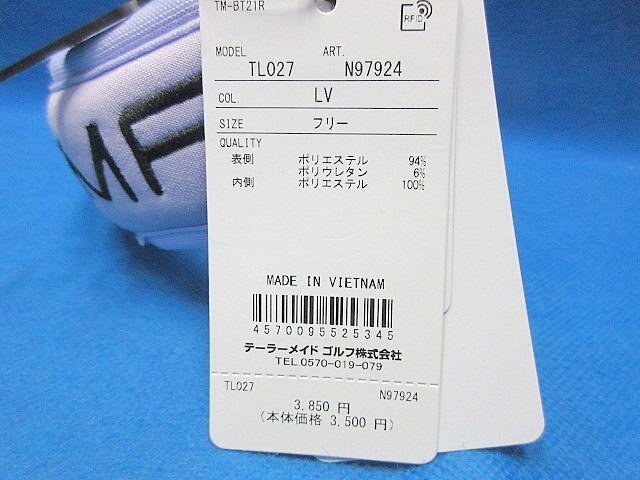 TM-BT21R
RFID
MODEL ART.
TL027 N97924
COL. LV
SIZE フリー
QUALITY
表側 ポリエステル 94%
ポリウレタン 6%
内側 ポリエステル 100%
MADE IN VIETNAM
4570095525345
テーラーメイド ゴルフ株式会社
TEL.0570-019-079
TL027 N97924
3,850 円
(本体価格 3,500 円)